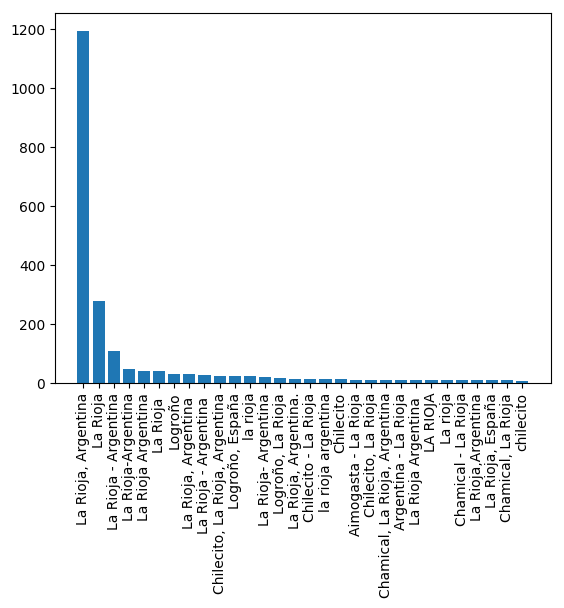 1200
1000
800
600
400
200
0
La Rioja, Argentina
La Rioja
La Rioja - Argentina
La Rioja-Argentina
La Rioja Argentina
La Rioja
Logroño
La Rioja, Argentina
La Rioja - Argentina
Chilecito, La Rioja, Argentina
Logroño, España
la rioja
La Rioja- Argentina
Logroño, La Rioja
La Rioja, Argentina.
Chilecito - La Rioja
la rioja argentina
Chilecito
Aimogasta - La Rioja
Chilecito, La Rioja
Chamical, La Rioja, Argentina
Argentina - La Rioja
La Rioja Argentina
LA RIOJA
La rioja
Chamical - La Rioja
La Rioja,Argentina
La Rioja, España
Chamical, La Rioja
chilecito